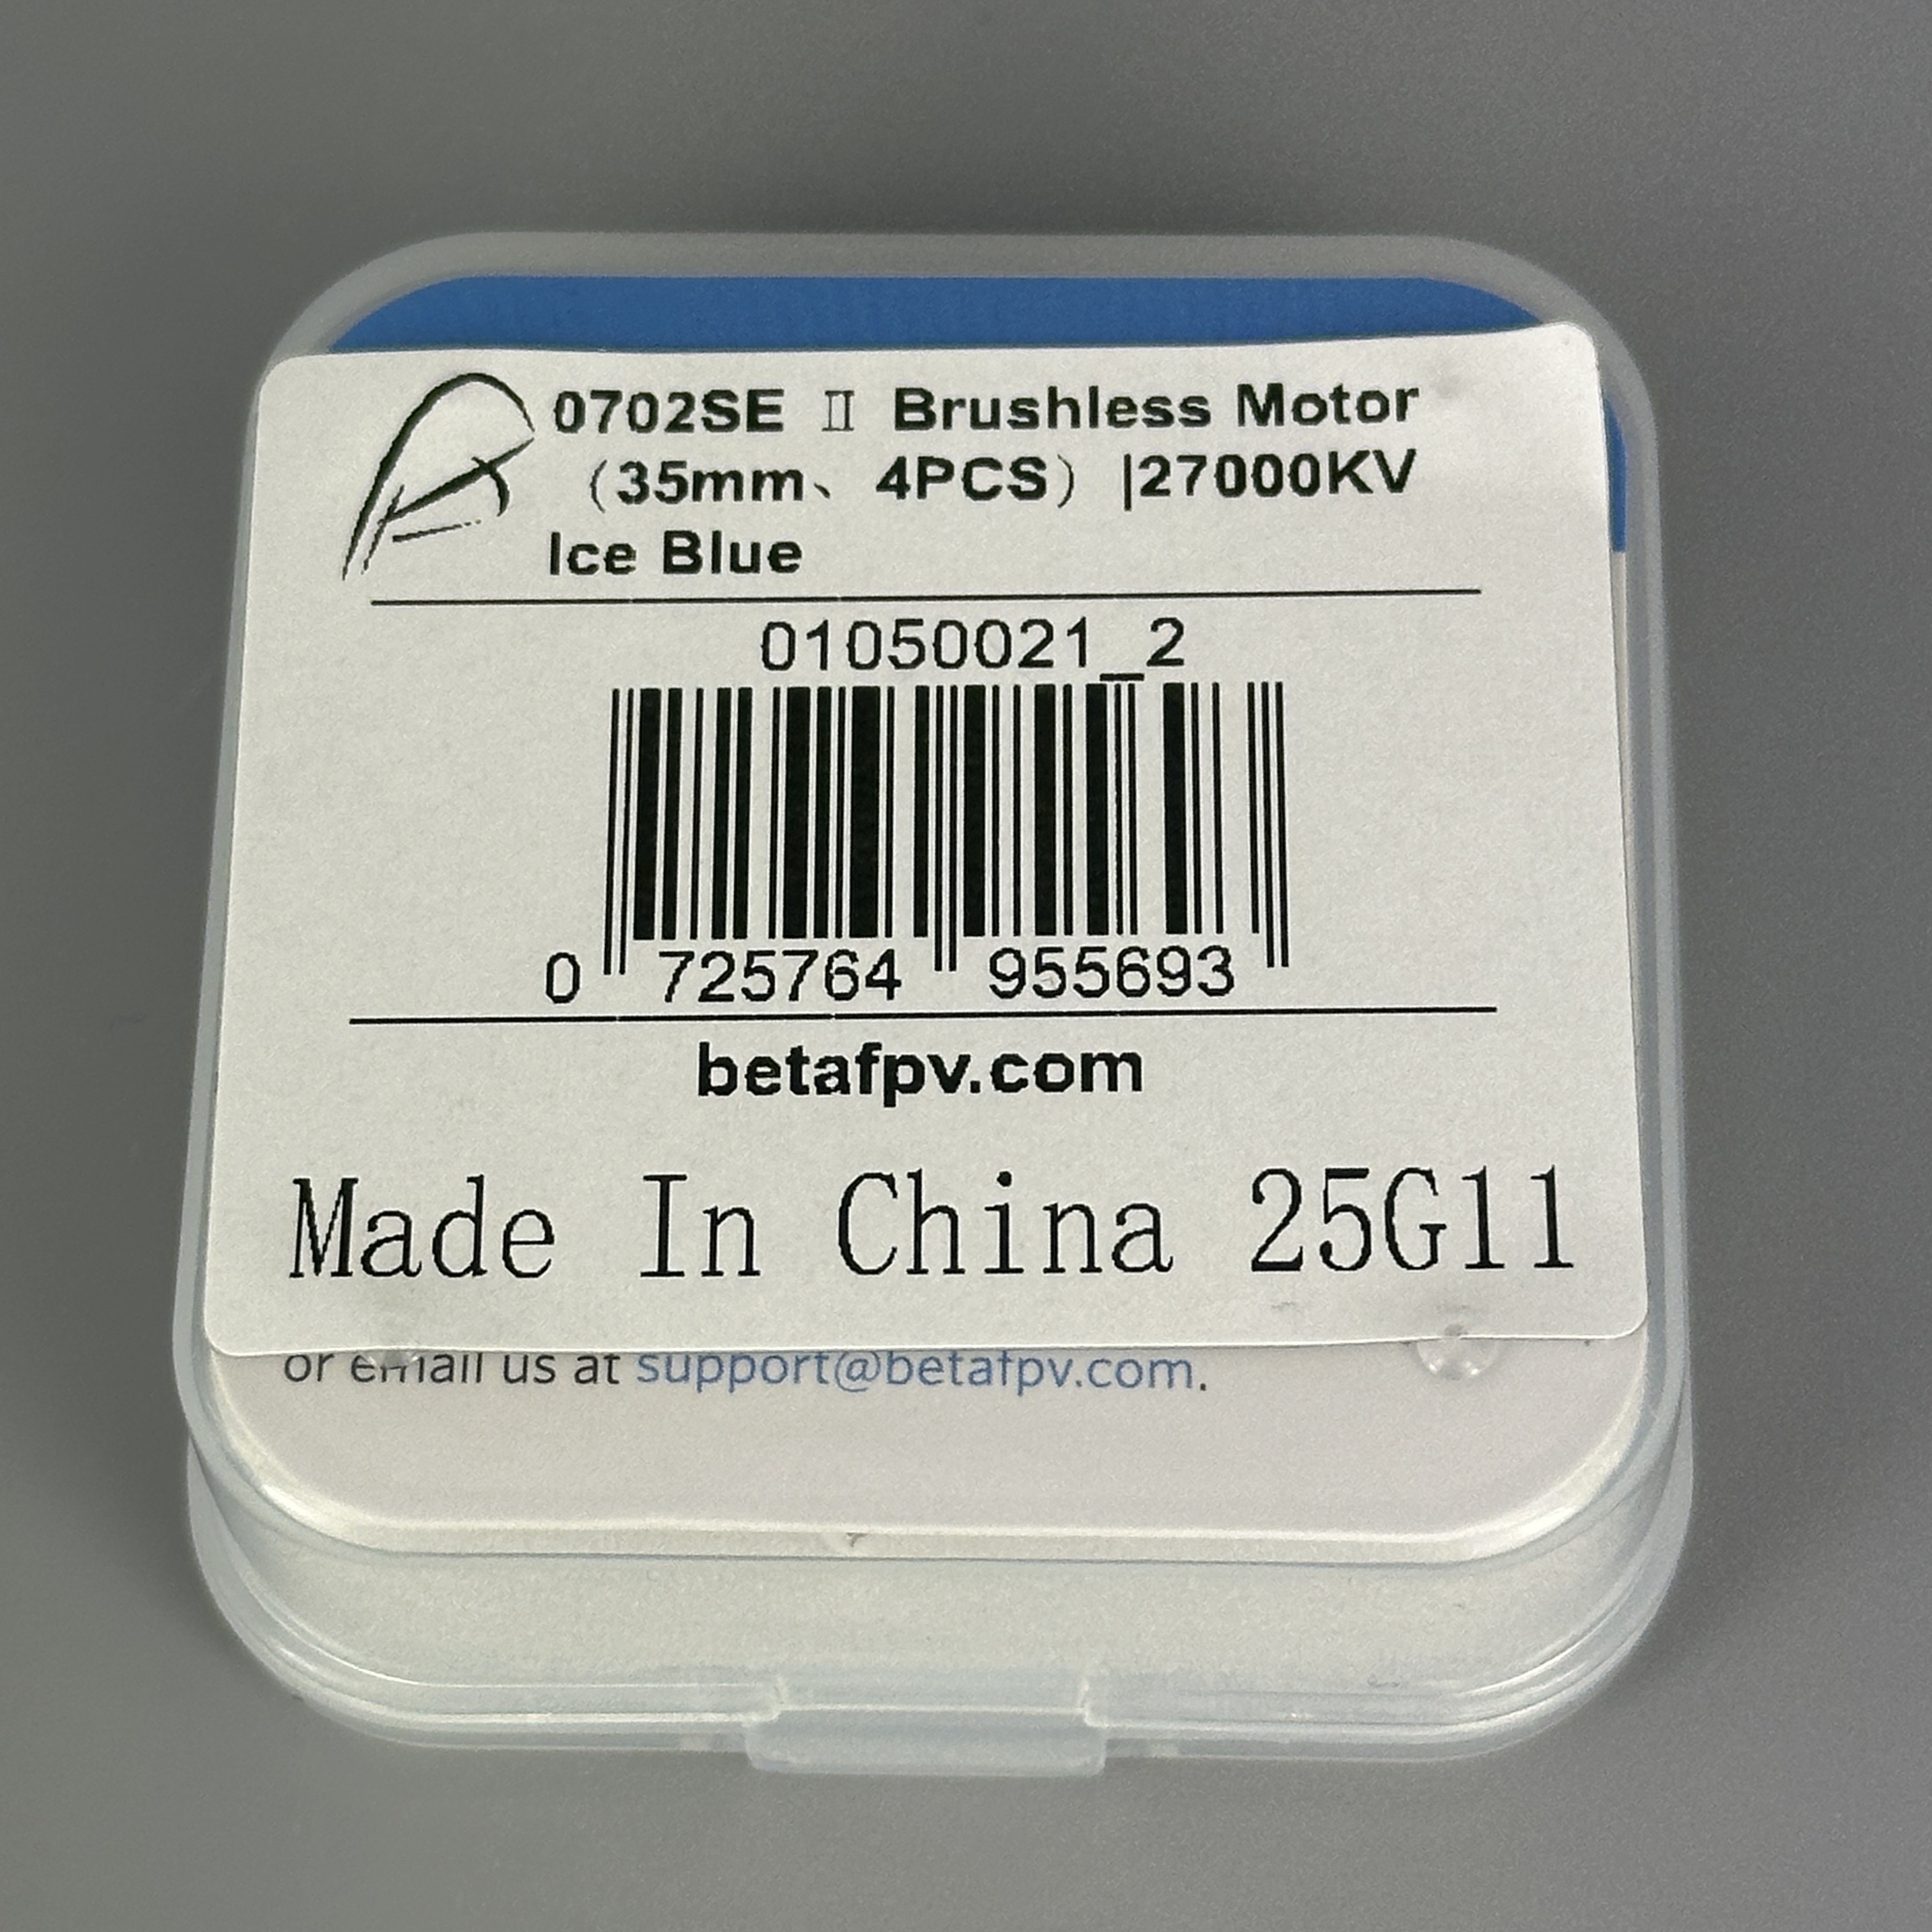 0702SE Ⅱ Brushless Motor
（35mm、4PCS）|27000KV
Ice Blue
01050021_2
0 725764 955693
betafpv.com
Made In China 25G11
or email us at support@betafpv.com.